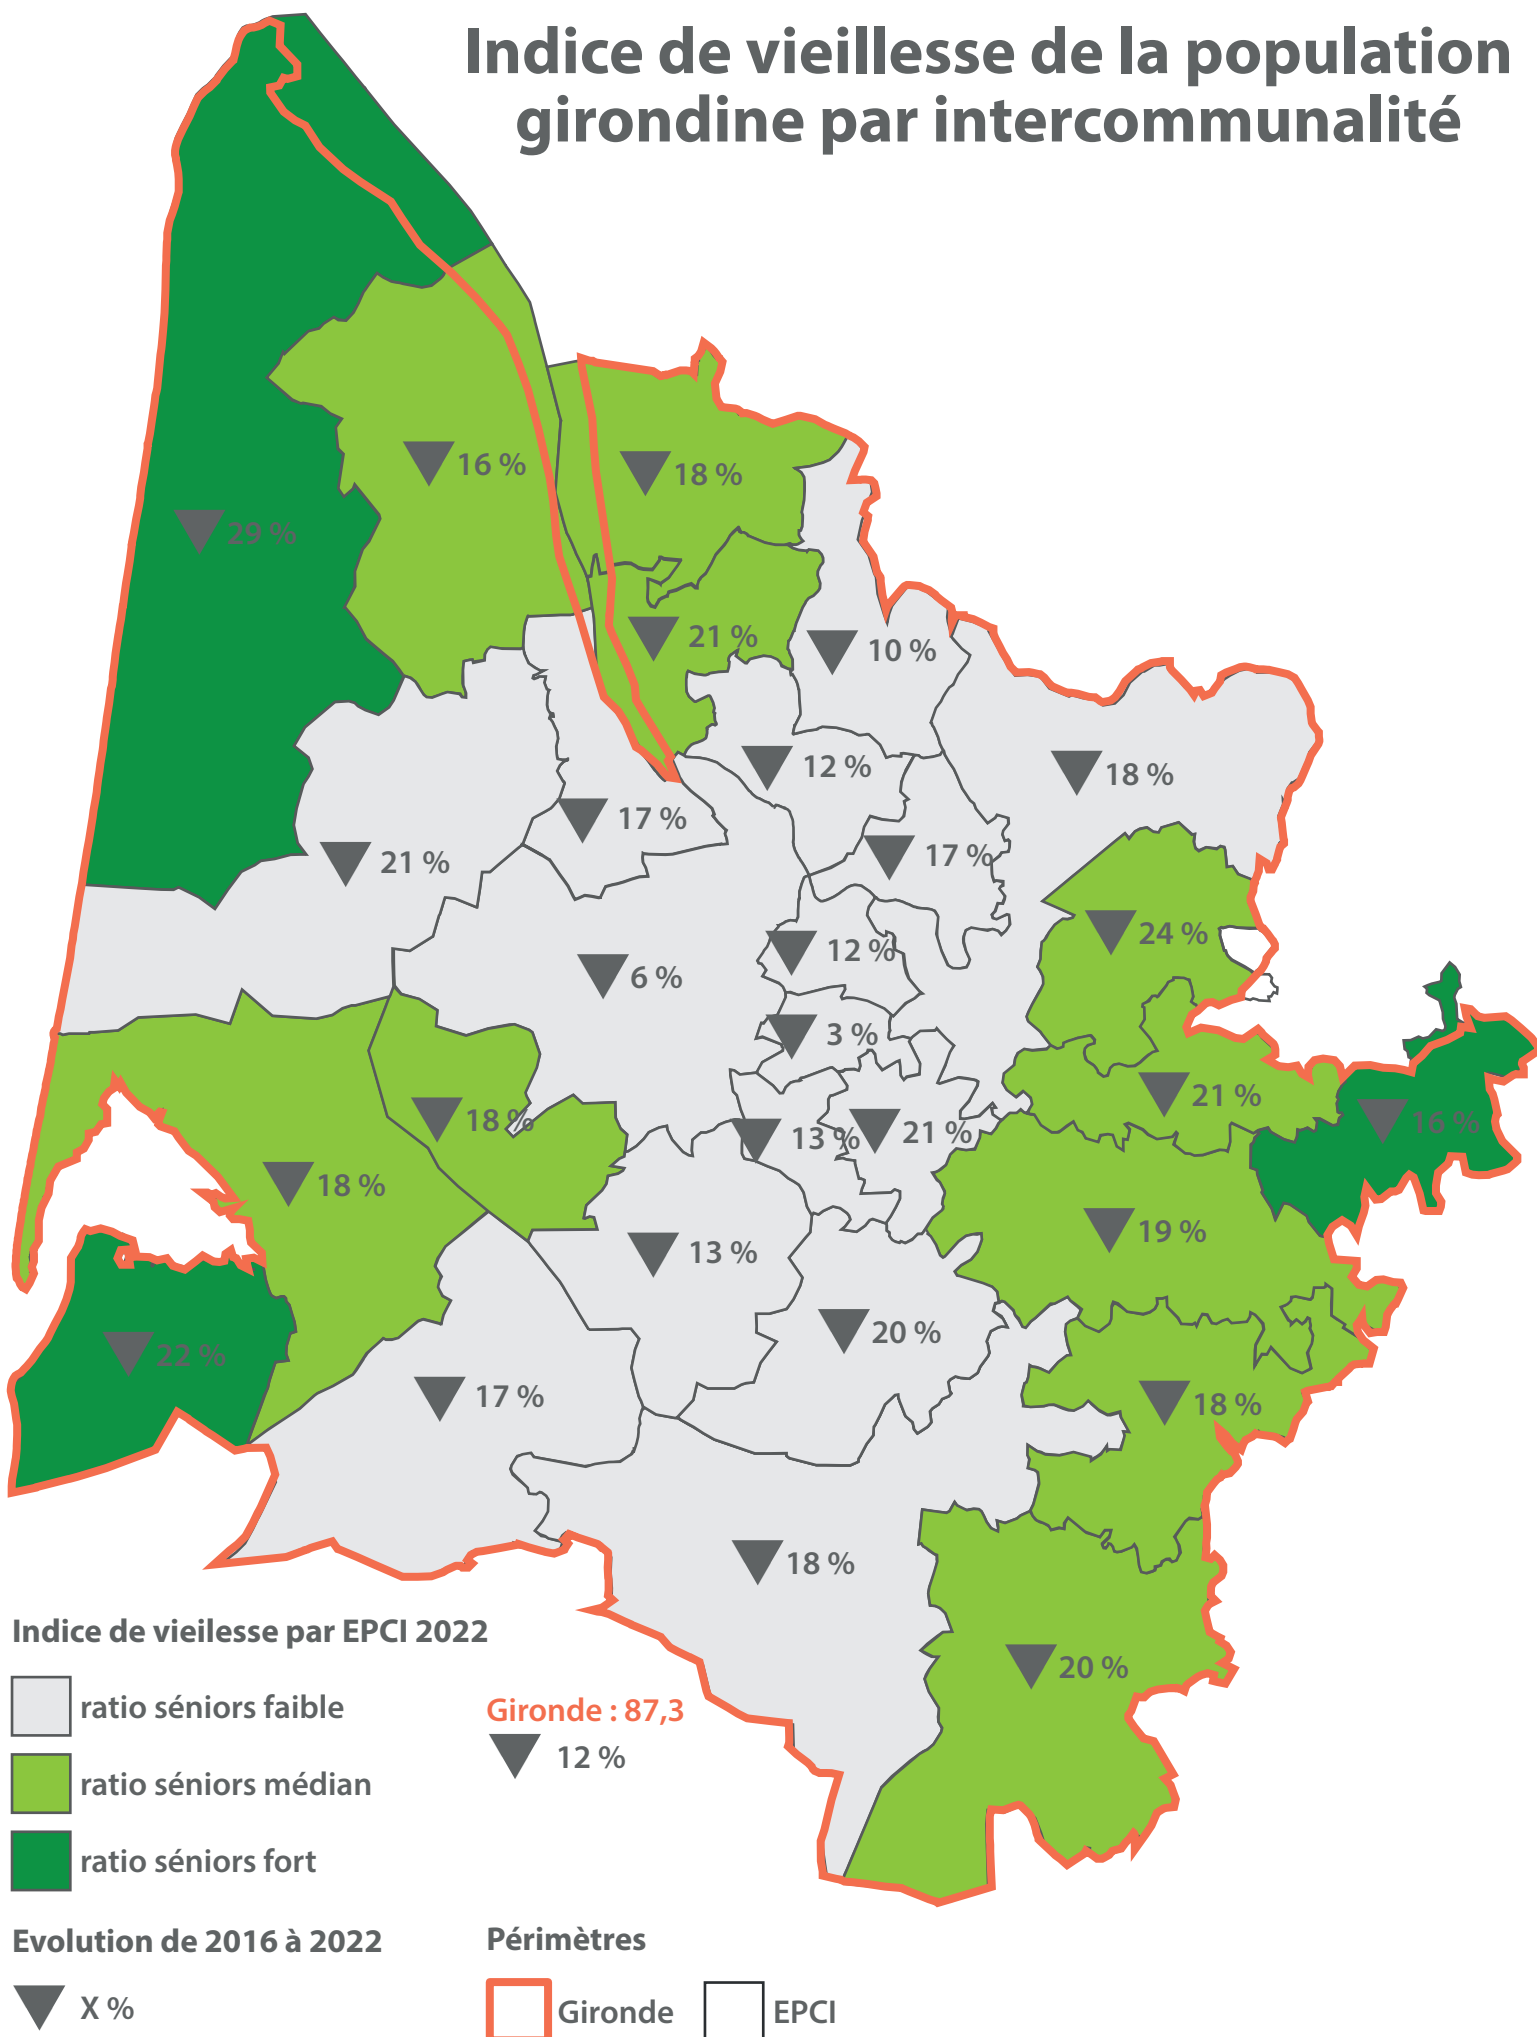 Indice de vieillesse de la population
girondine par intercommunalité
16 %
18 %
29 %
21 %
10 %
12 %
18 %
17 %
17 %
21 %
24 %
12 %
6 %
3 %
21 %
18 %
13 %
21 %
16 %
18 %
19 %
13 %
20 %
22 %
17 %
18 %
18 %
20 %
Indice de vieilesse par EPCI 2022
ratio séniors faible
ratio séniors médian
ratio séniors fort
Gironde : 87,3
12 %
Evolution de 2016 à 2022
X %
Périmètres
Gironde
EPCI